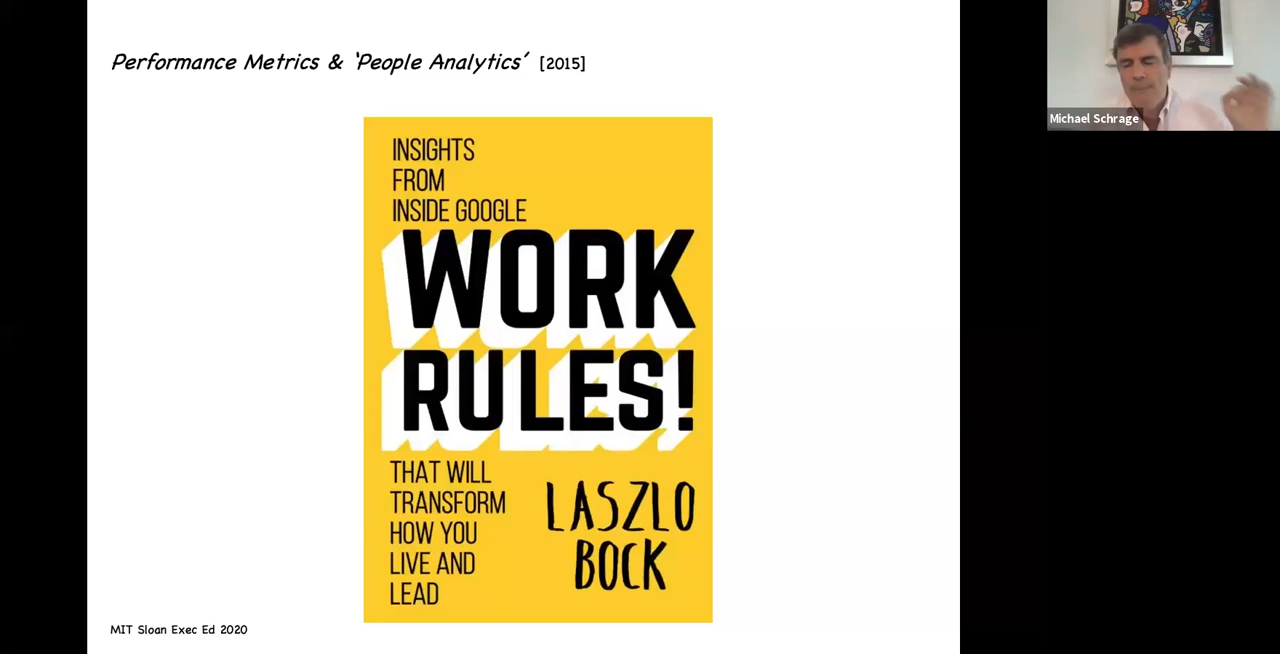 Performance Metrics & ‘People Analytics’ [2015]
Michael Schrage
INSIGHTS
FROM
INSIDE GOOGLE
WORK
RULES!
THAT WILL
TRANSFORM
HOW YOU
LIVE AND
LEAD
LASZLO
BOCK
MIT Sloan Exec Ed 2020